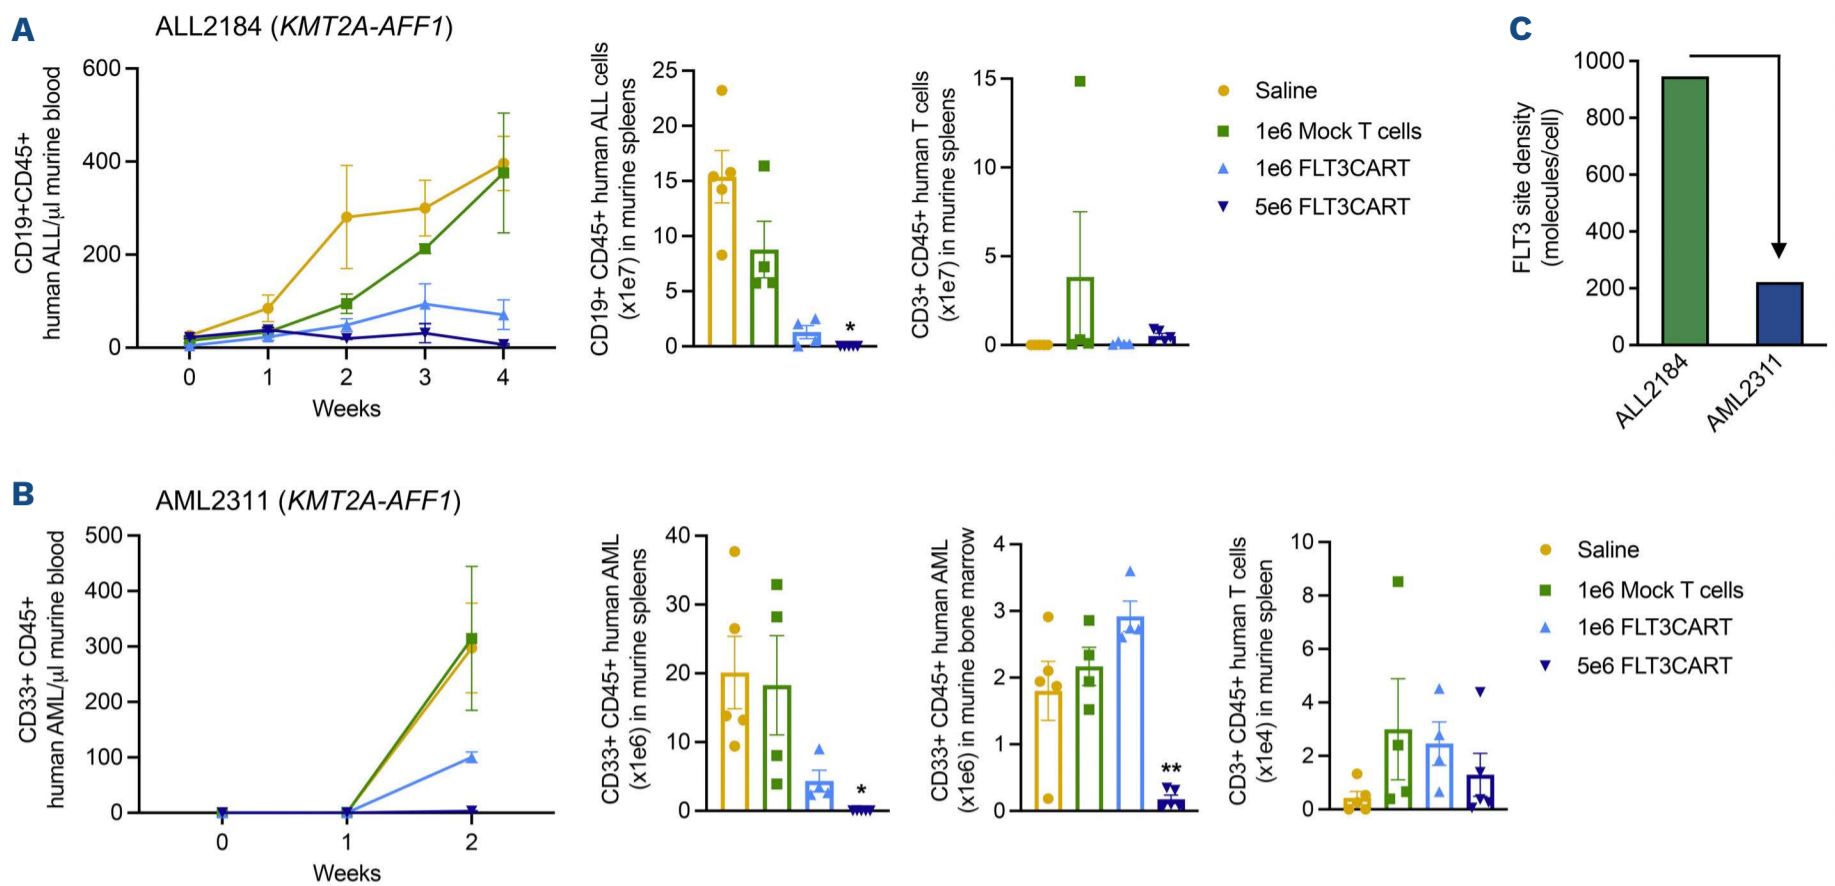 A
ALL2184 (KMT2A-AFF1)
CD19+CD45+
human ALL/μl murine blood
600
400
200
0
0 1 2 3 4
Weeks
CD19+ CD45+ human ALL cells
(x1e7) in murine spleens
25
20
15
10
5
0
*
CD3+ CD45+ human T cells
(x1e7) in murine spleens
15
10
5
0
Saline
1e6 Mock T cells
1e6 FLT3CART
5e6 FLT3CART
C
FLT3 site density
(molecules/cell)
1000
800
600
400
200
0
ALL2184
AML2311
B
AML2311 (KMT2A-AFF1)
CD33+ CD45+
human AML/μl murine blood
500
400
300
200
100
0
0 1 2
Weeks
CD33+ CD45+ human AML
(x1e6) in murine spleens
40
30
20
10
0
*
CD33+ CD45+ human AML
(x1e6) in murine bone marrow
4
3
2
1
0
**
CD3+ CD45+ human T cells
(x1e4) in murine spleen
10
8
6
4
2
0
Saline
1e6 Mock T cells
1e6 FLT3CART
5e6 FLT3CART